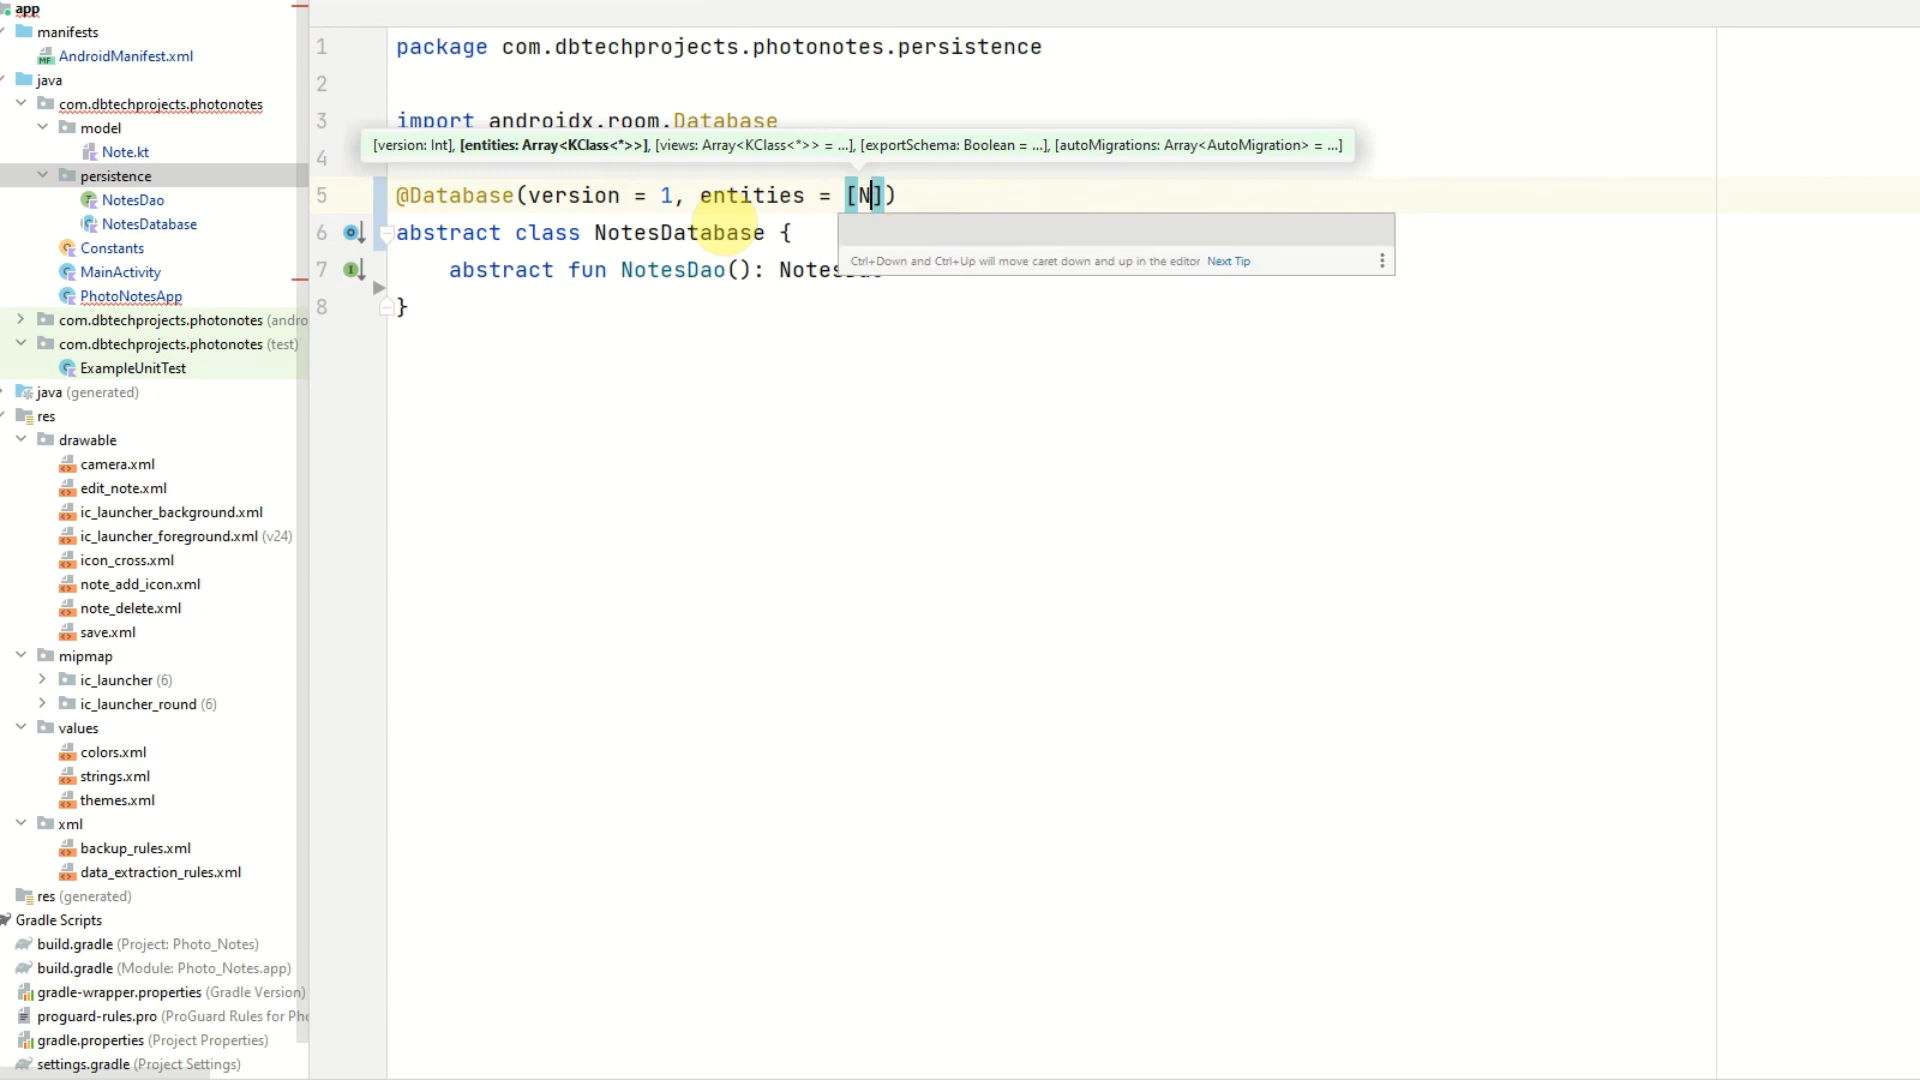 app
manifests
MF AndroidManifest.xml
java
com.dbtechprojects.photonotes
model
Note.kt
persistence
NotesDao
NotesDatabase
Constants
MainActivity
PhotoNotesApp
com.dbtechprojects.photonotes (andro
com.dbtechprojects.photonotes (test)
ExampleUnitTest
java (generated)
res
drawable
camera.xml
edit_note.xml
ic_launcher_background.xml
ic_launcher_foreground.xml (v24)
icon_cross.xml
note_add_icon.xml
note_delete.xml
save.xml
mipmap
ic_launcher (6)
ic_launcher_round (6)
values
colors.xml
strings.xml
themes.xml
xml
backup_rules.xml
data_extraction_rules.xml
res (generated)
Gradle Scripts
build.gradle (Project: Photo_Notes)
build.gradle (Module: Photo_Notes.app)
gradle-wrapper.properties (Gradle Version)
proguard-rules.pro (ProGuard Rules for Pho
gradle.properties (Project Properties)
settings.gradle (Project Settings)
1 package com.dbtechprojects.photonotes.persistence
2
3 import androidx.room.Database
[version: Int], [entities: Array<KClass<*>>], [views: Array<KClass<*>> = ...], [exportSchema: Boolean = ...], [autoMigrations: Array<AutoMigration> = ...]
4
5 @Database(version = 1, entities = [N])
6 abstract class NotesDatabase {
Ctrl+Down and Ctrl+Up will move caret down and up in the editor Next Tip
7 abstract fun NotesDao(): NotesDao
8 }